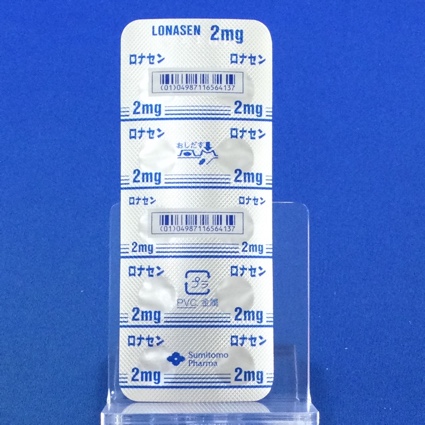 LONASEN 2mg
ロナセン ロナセン
(01)04987116564137
2mg 2mg
ロナセン ロナセン
おしだす
2mg 2mg
ロナセン ロナセン
(01)04987116564137
2mg 2mg
ロナセン ロナセン
プラ
PVC 金属
2mg 2mg
ロナセン ロナセン
Sumitomo
Pharma
2mg 2mg